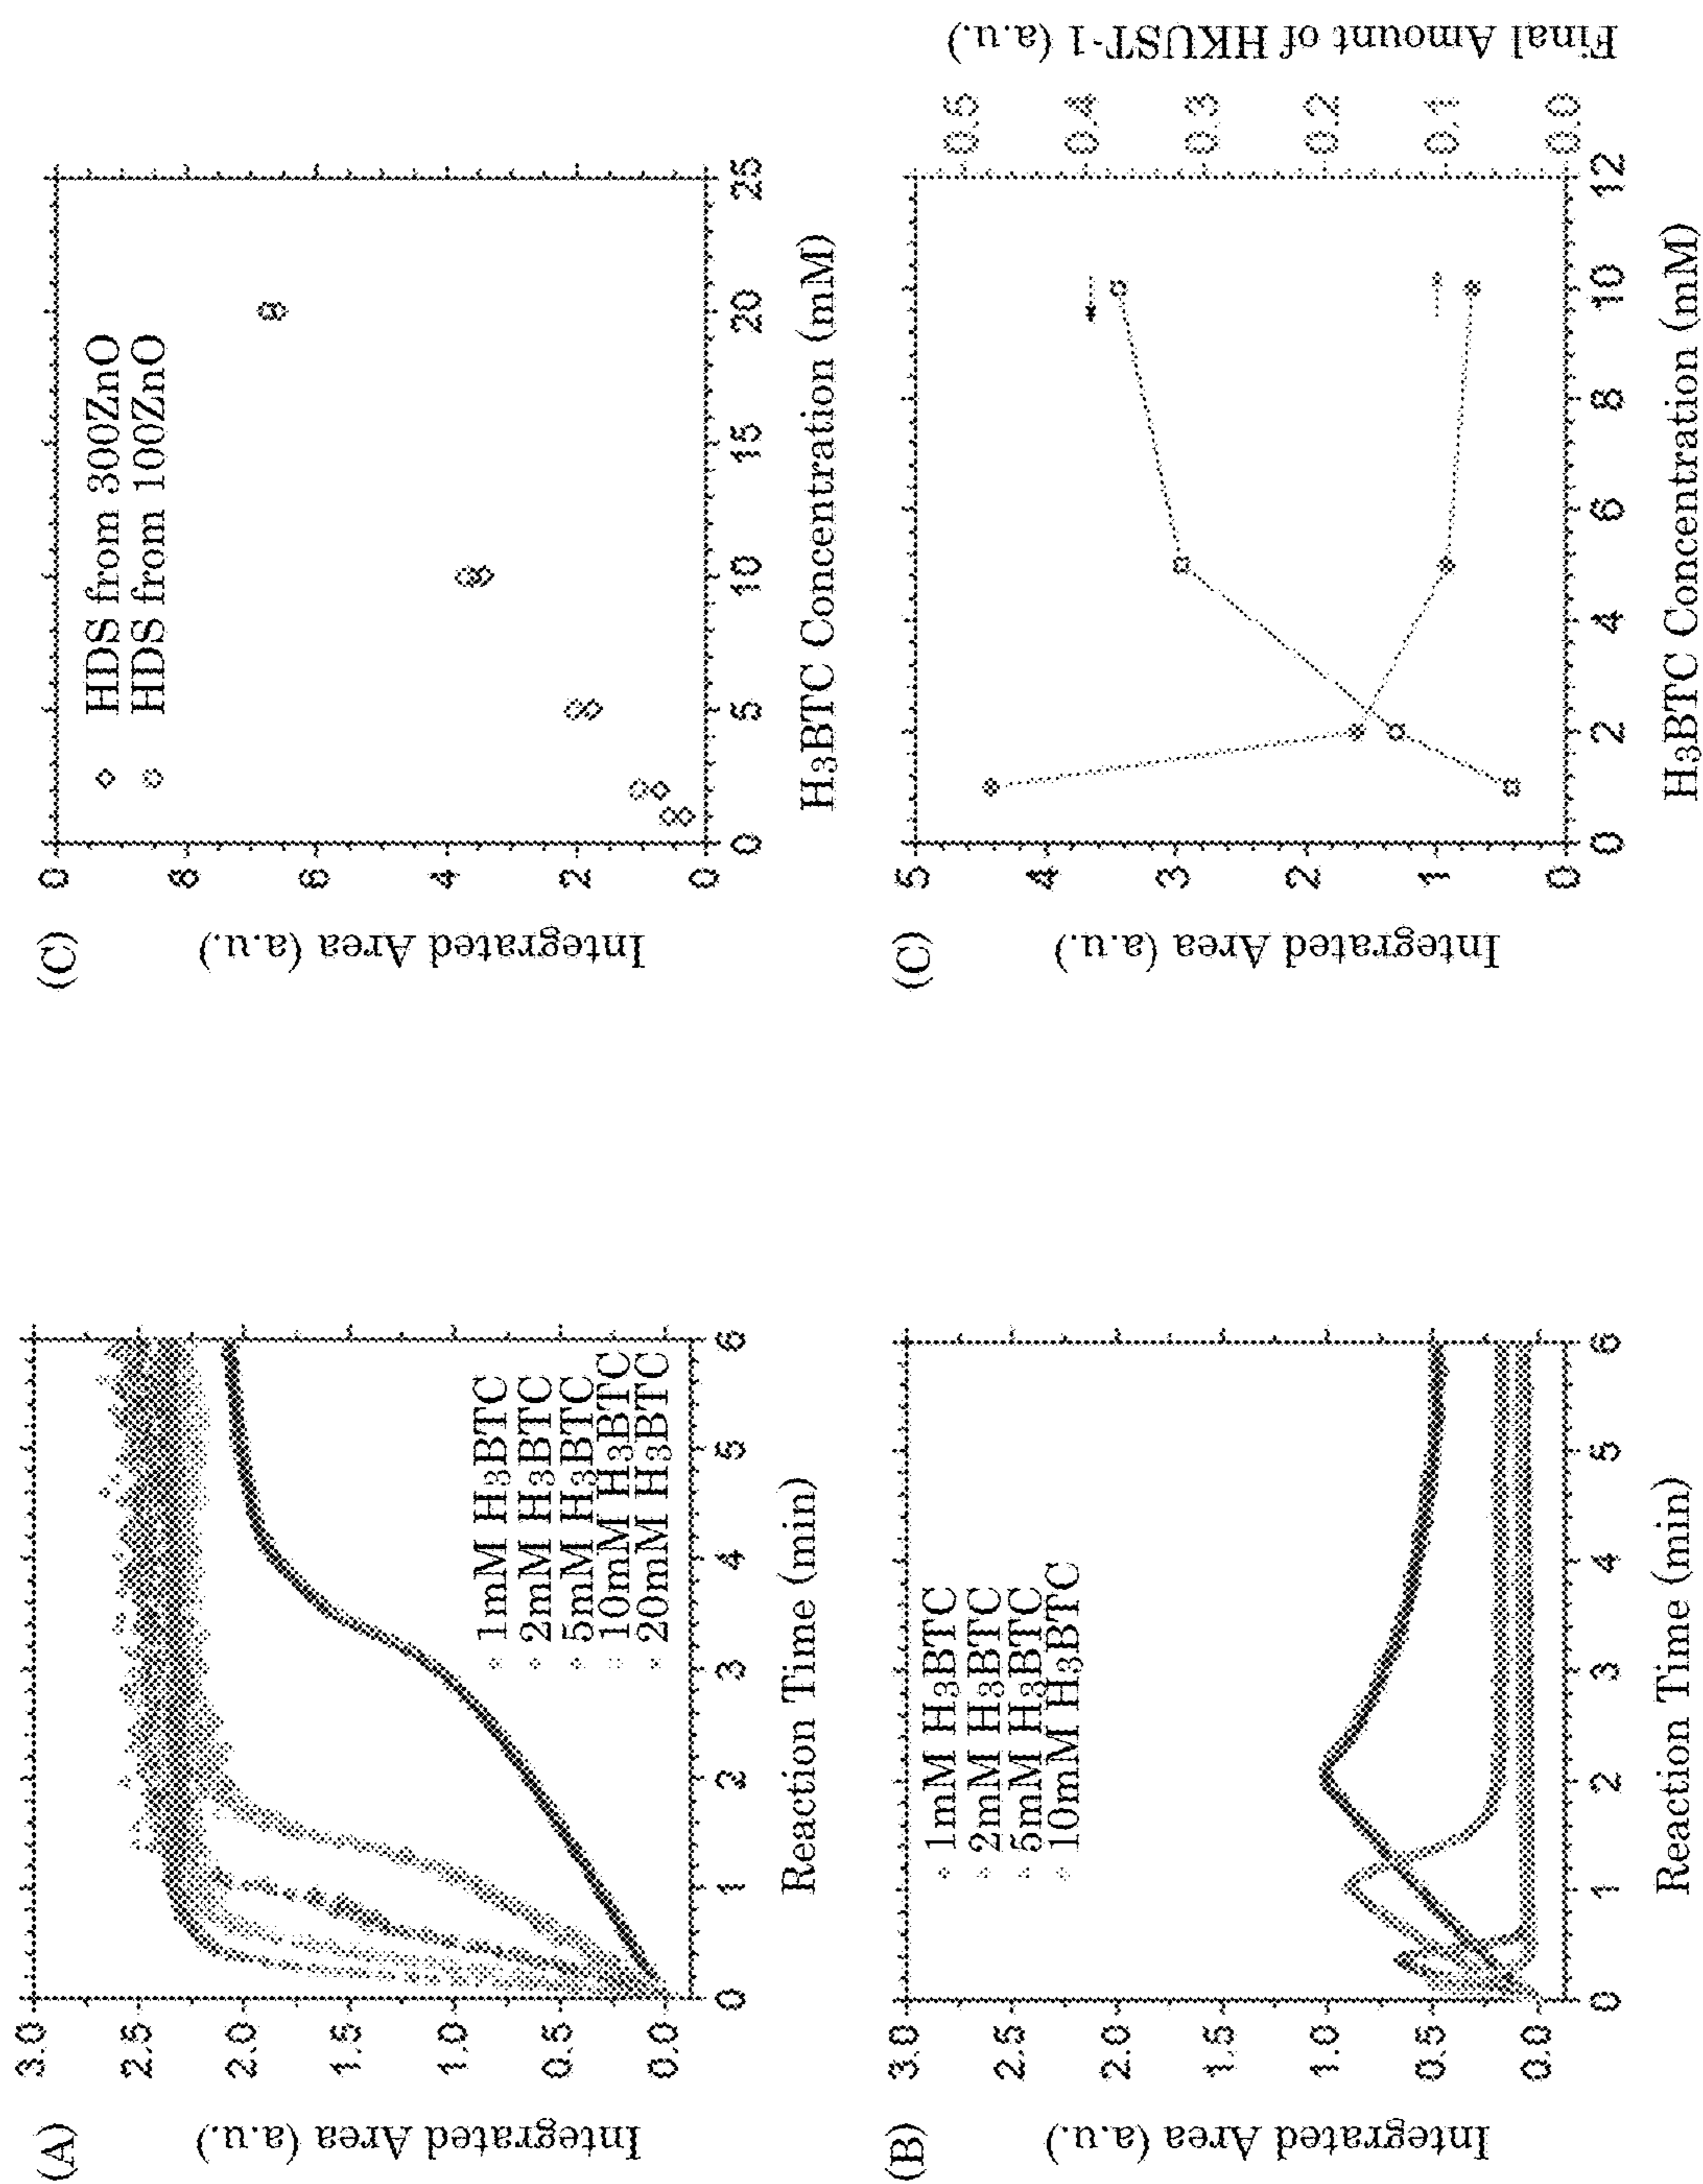 (A)
Integrated Area (a.u.)
3.0
2.5
2.0
1.5
1.0
0.5
0.0
1mM H₃BTC
2mM H₃BTC
5mM H₃BTC
10mM H₃BTC
20mM H₃BTC
0 1 2 3 4 5 6
Reaction Time (min)
(C)
Integrated Area (a.u.)
0
8
6
4
2
0
HDS from 300ZnO
HDS from 100ZnO
0 5 10 15 20 25
H₃BTC Concentration (mM)
(B)
Integrated Area (a.u.)
3.0
2.5
2.0
1.5
1.0
0.5
0.0
1mM H₃BTC
2mM H₃BTC
5mM H₃BTC
10mM H₃BTC
0 1 2 3 4 5 6
Reaction Time (min)
(C)
Integrated Area (a.u.)
5
4
3
2
1
0
0 2 4 6 8 10 12
H₃BTC Concentration (mM)
0.5
0.4
0.3
0.2
0.1
0.0
Final Amount of HKUST-1 (a.u.)